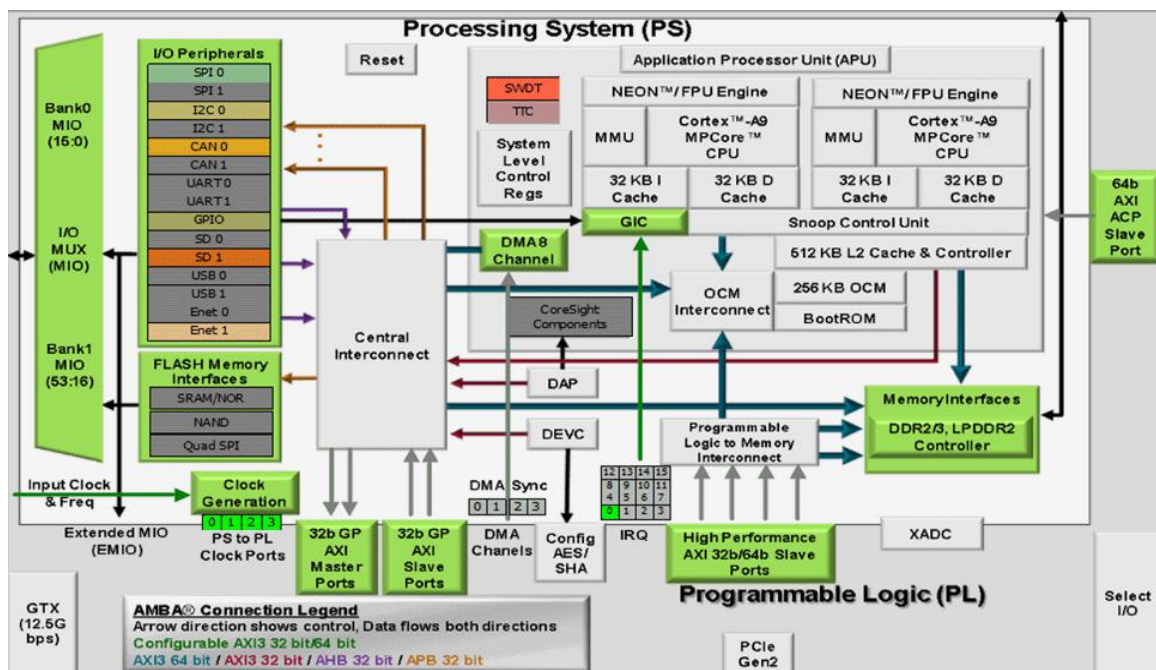 Processing System (PS)
I/O Peripherals
SPI 0
SPI 1
I2C 0
I2C 1
CAN 0
CAN 1
UART 0
UART 1
GPIO
SD 0
SD 1
USB 0
USB 1
Enet 0
Enet 1
Bank0
MIO
(15:0)
I/O
MUX
(MIO)
Bank1
MIO
(53:16)
FLASH Memory
Interfaces
SRAM/NOR
NAND
Quad SPI
Input Clock
& Freq
Clock
Generation
0 1 2 3
PS to PL
Clock Ports
Extended MIO
(EMIO)
Reset
Central
Interconnect
Application Processor Unit (APU)
SWDT
TTC
System
Level
Control
Regs
NEON™/ FPU Engine
MMU
Cortex™-A9
MPCore™
CPU
32 KB I
Cache
32 KB D
Cache
NEON™/ FPU Engine
MMU
Cortex™-A9
MPCore™
CPU
32 KB I
Cache
32 KB D
Cache
GIC
Snoop Control Unit
DMA8
Channel
512 KB L2 Cache & Controller
OCM
Interconnect
256 KB OCM
BootROM
CoreSight
Components
DAP
DEVC
Programmable
Logic to Memory
Interconnect
Memory Interfaces
DDR2/3, LPDDR2
Controller
64b
AXI
ACP
Slave
Port
32b GP
AXI
Master
Ports
32b GP
AXI
Slave
Ports
DMA Sync
0 1 2 3
DMA
Channels
Config
AES/
SHA
12 13 14 15
8 9 10 11
4 5 6 7
0 1 2 3
IRQ
High Performance
AXI 32b/64b Slave
Ports
XADC
Programmable Logic (PL)
GTX
(12.5G
bps)
AMBA® Connection Legend
Arrow direction shows control, Data flows both directions
Configurable AXI3 32 bit/64 bit
AXI3 64 bit / AXI3 32 bit / AHB 32 bit / APB 32 bit
PCIe
Gen2
Select
I/O